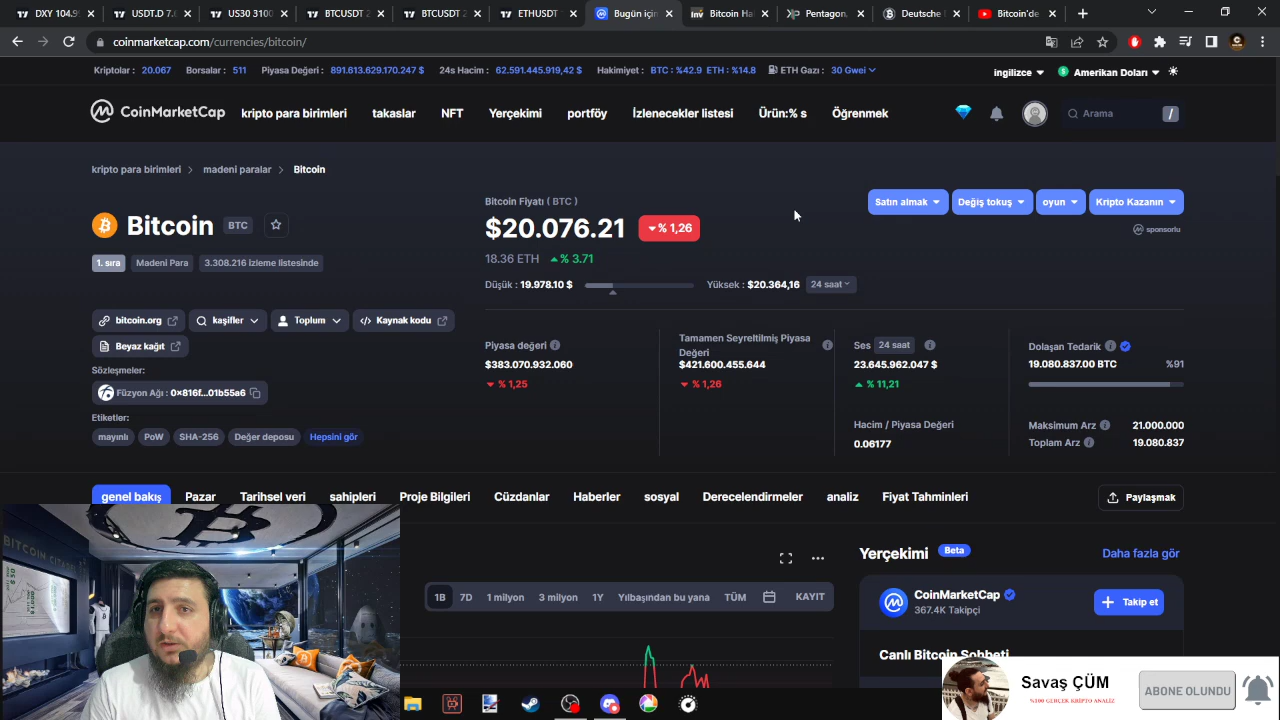 DXY 104.9
USDT.D 7.6
US30 3100
BTCUSDT 2
BTCUSDT 2
ETHUSDT
Bugün için
Bitcoin Ha
Pentagon
Deutsche
Bitcoin'de
coinmarketcap.com/currencies/bitcoin/
Kriptolar : 20.067 Borsalar : 511 Piyasa Değeri : 891.613.629.170.247 $ 24s Hacim : 62.591.445.919,42 $ Hakimiyet : BTC : %42.9 ETH : %14.8 ETH Gazı : 30 Gwei
ingilizce Amerikan Doları
CoinMarketCap kripto para birimleri takaslar NFT Yerçekimi portföy İzlenecekler listesi Ürün:% s Öğrenmek Arama /
kripto para birimleri > madeni paralar > Bitcoin
Bitcoin BTC
1. sıra Madeni Para 3.308.216 izleme listesinde
bitcoin.org kaşifler Toplum Kaynak kodu
Beyaz kağıt
Sözleşmeler:
Füzyon Ağı : 0x816f...01b55a6
Etiketler:
mayınlı PoW SHA-256 Değer deposu Hepsini gör
Bitcoin Fiyatı ( BTC )
$20.076.21 % 1,26
18.36 ETH % 3.71
Düşük : 19.978.10 $ Yüksek : $20.364,16 24 saat
Satın almak Değiş tokuş oyun Kripto Kazanın
sponsorlu
Piyasa değeri
$383.070.932.060
% 1,25
Tamamen Seyreltilmiş Piyasa
Değeri
$421.600.455.644
% 1,26
Ses 24 saat
23.645.962.047 $
% 11,21
Hacim / Piyasa Değeri
0.06177
Dolaşan Tedarik
19.080.837.00 BTC %91
Maksimum Arz 21.000.000
Toplam Arz 19.080.837
genel bakış Pazar Tarihsel veri sahipleri Proje Bilgileri Cüzdanlar Haberler sosyal Derecelendirmeler analiz Fiyat Tahminleri Paylaşmak
1B 7D 1 milyon 3 milyon 1Y Yılbaşından bu yana TÜM KAYIT
Yerçekimi Beta Daha fazla gör
CoinMarketCap
367.4K Takipçi
Takip et
Canlı Bitcoin Sohbeti
Savaş ÇÜM
%100 GERÇEK KRİPTO ANALİZ
ABONE OLUNDU